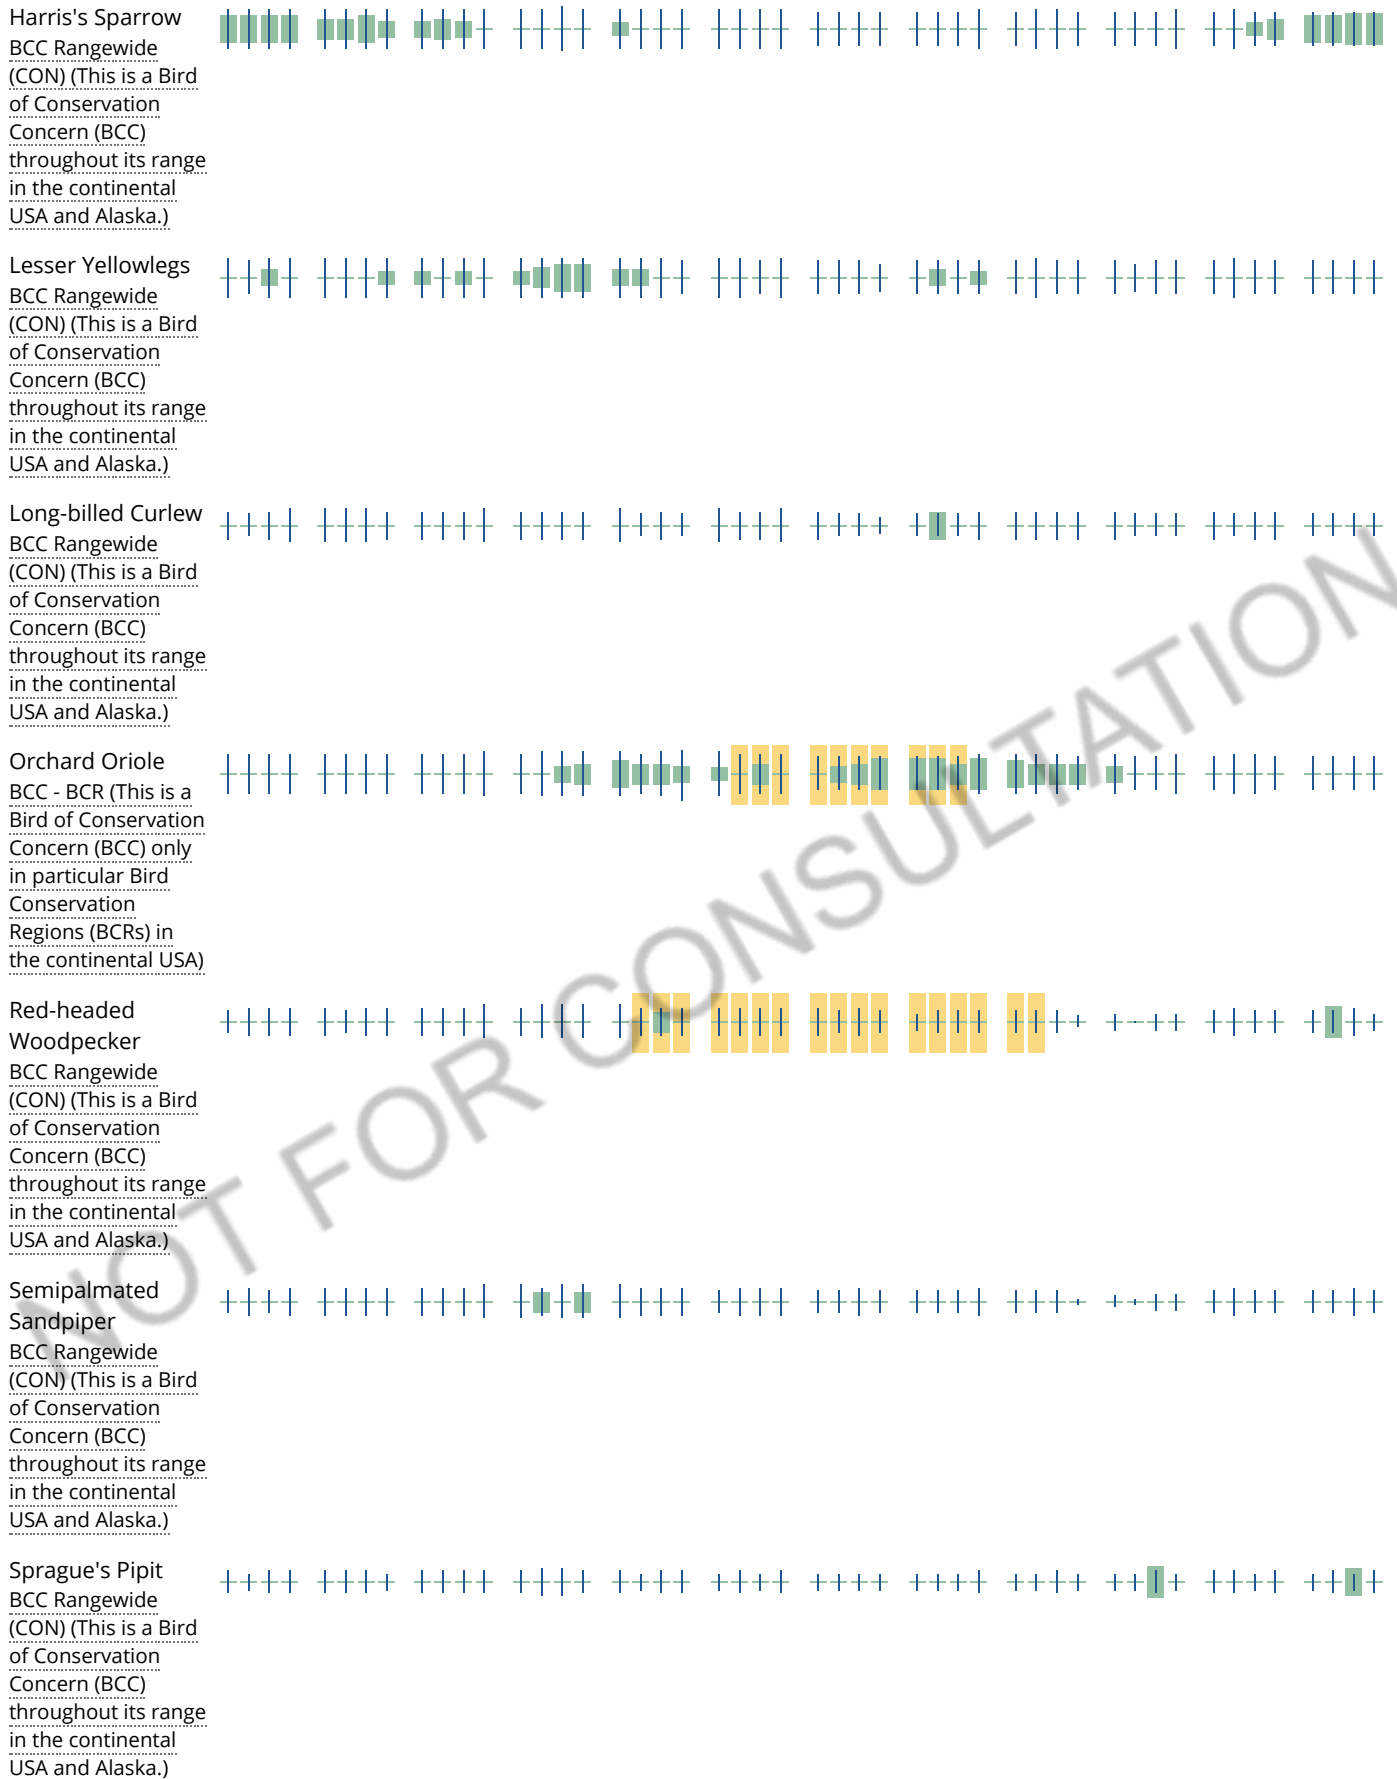 Harris's Sparrow
BCC Rangewide
(CON) (This is a Bird
of Conservation
Concern (BCC)
throughout its range
in the continental
USA and Alaska.)
Lesser Yellowlegs
BCC Rangewide
(CON) (This is a Bird
of Conservation
Concern (BCC)
throughout its range
in the continental
USA and Alaska.)
Long-billed Curlew
BCC Rangewide
(CON) (This is a Bird
of Conservation
Concern (BCC)
throughout its range
in the continental
USA and Alaska.)
Orchard Oriole
BCC - BCR (This is a
Bird of Conservation
Concern (BCC) only
in particular Bird
Conservation
Regions (BCRs) in
the continental USA)
Red-headed
Woodpecker
BCC Rangewide
(CON) (This is a Bird
of Conservation
Concern (BCC)
throughout its range
in the continental
USA and Alaska.)
Semipalmated
Sandpiper
BCC Rangewide
(CON) (This is a Bird
of Conservation
Concern (BCC)
throughout its range
in the continental
USA and Alaska.)
Sprague's Pipit
BCC Rangewide
(CON) (This is a Bird
of Conservation
Concern (BCC)
throughout its range
in the continental
USA and Alaska.)
NOT FOR CONSULTATION